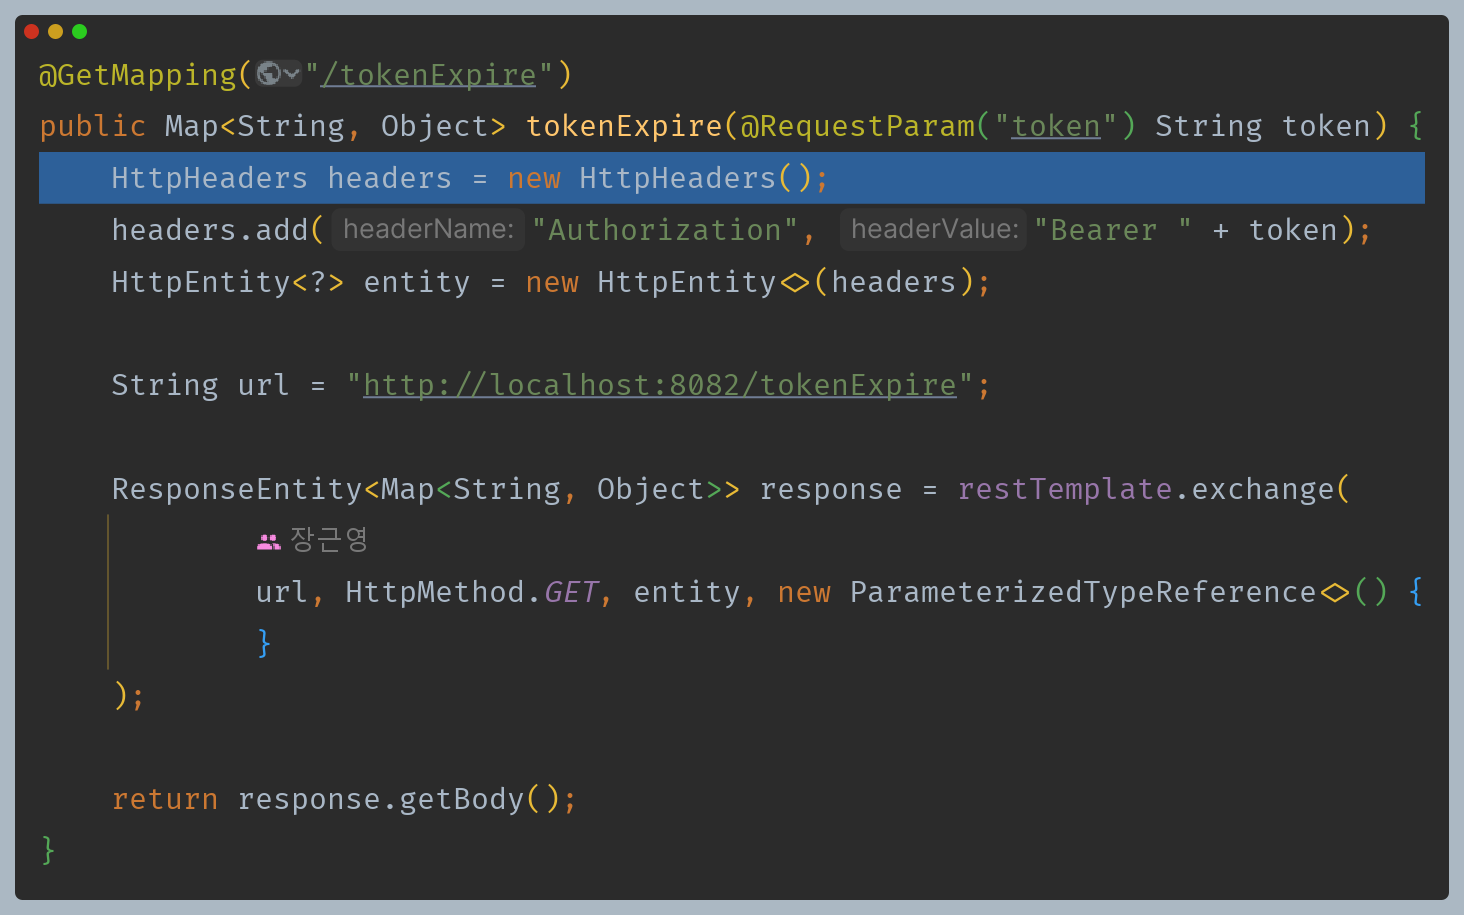 @GetMapping("/tokenExpire")
public Map<String, Object> tokenExpire(@RequestParam("token") String token) {
HttpHeaders headers = new HttpHeaders();
headers.add( headerName: "Authorization", headerValue: "Bearer " + token);
HttpEntity<?> entity = new HttpEntity<>(headers);
String url = "http://localhost:8082/tokenExpire";
ResponseEntity<Map<String, Object>> response = restTemplate.exchange(
장근영
url, HttpMethod.GET, entity, new ParameterizedTypeReference<>() {
}
);
return response.getBody();
}